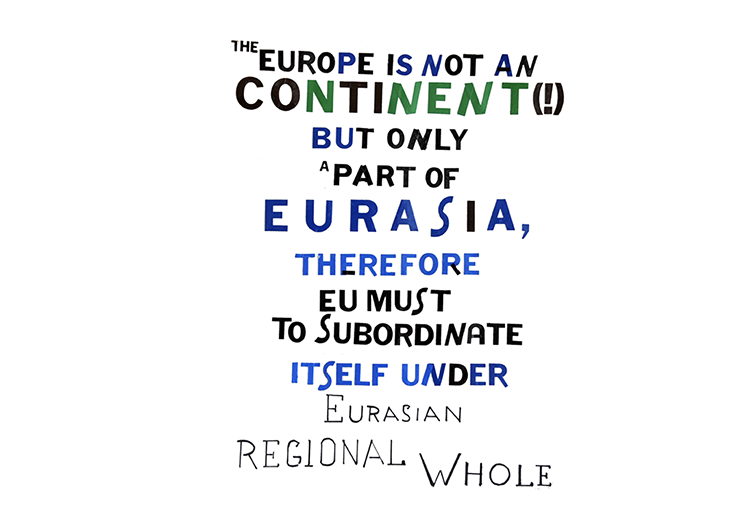 THE EUROPE IS NOT AN
CONTINENT(!)
BUT ONLY
A PART OF
EURASIA,
THEREFORE
EU MUST
TO SUBORDINATE
ITSELF UNDER
EURASIAN
REGIONAL WHOLE